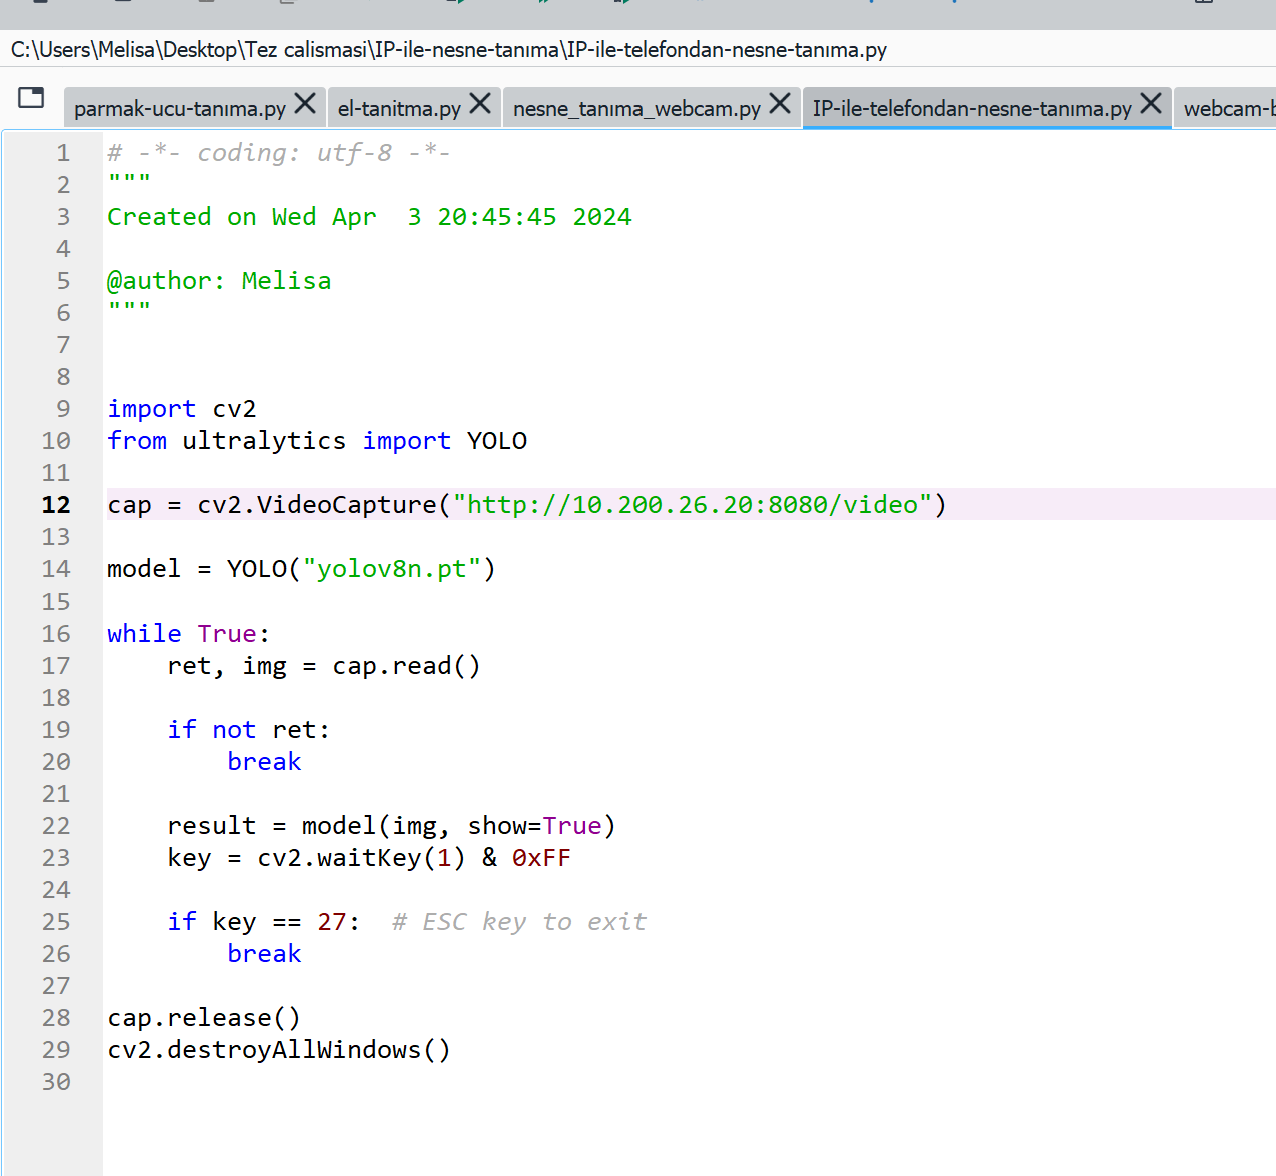 C:\Users\Melisa\Desktop\Tez calismasi\IP-ile-nesne-tanıma\IP-ile-telefondan-nesne-tanıma.py
parmak-ucu-tanıma.py el-tanitma.py nesne_tanıma_webcam.py IP-ile-telefondan-nesne-tanıma.py webcam-
1 # -*- coding: utf-8 -*-
2 """
3 Created on Wed Apr  3 20:45:45 2024
4
5 @author: Melisa
6 """
7
8
9 import cv2
10 from ultralytics import YOLO
11
12 cap = cv2.VideoCapture("http://10.200.26.20:8080/video")
13
14 model = YOLO("yolov8n.pt")
15
16 while True:
17     ret, img = cap.read()
18
19     if not ret:
20         break
21
22     result = model(img, show=True)
23     key = cv2.waitKey(1) & 0xFF
24
25     if key == 27:  # ESC key to exit
26         break
27
28 cap.release()
29 cv2.destroyAllWindows()
30